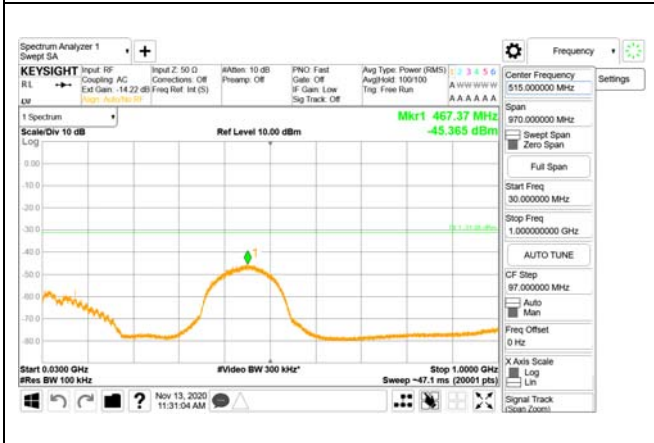 Spectrum Analyzer 1
Swept SA
+
Frequency
KEYSIGHT
Input: RF
Coupling: AC
Ext Gain: -14.22 dB
Align: Auto/No RF
Input Z: 50 Ω
Corrections: Off
Freq Ref: Int (S)
#Atten: 10 dB
Preamp: Off
PNO: Fast
Gate: Off
IF Gain: Low
Sig Track: Off
Avg Type: Power (RMS)
Avg|Hold: 100/100
Trig: Free Run
1 2 3 4 5 6
A W W W W W
A A A A A A
RL
1 Spectrum
Scale/Div 10 dB
Log
Ref Level 10.00 dBm
Mkr1 467.37 MHz
-45.365 dBm
0.00
-10.0
-20.0
-30.0
-40.0
-50.0
-60.0
-70.0
-80.0
1
Start 0.0300 GHz
#Res BW 100 kHz
#Video BW 300 kHz*
Stop 1.0000 GHz
Sweep ~47.1 ms (20001 pts)
?
Nov 13, 2020
11:31:04 AM
Center Frequency
515.000000 MHz
Settings
Span
970.000000 MHz
Swept Span
Zero Span
Full Span
Start Freq
30.000000 MHz
Stop Freq
1.000000000 GHz
AUTO TUNE
CF Step
97.000000 MHz
Auto
Man
Freq Offset
0 Hz
X Axis Scale
Log
Lin
Signal Track
(Span Zoom)